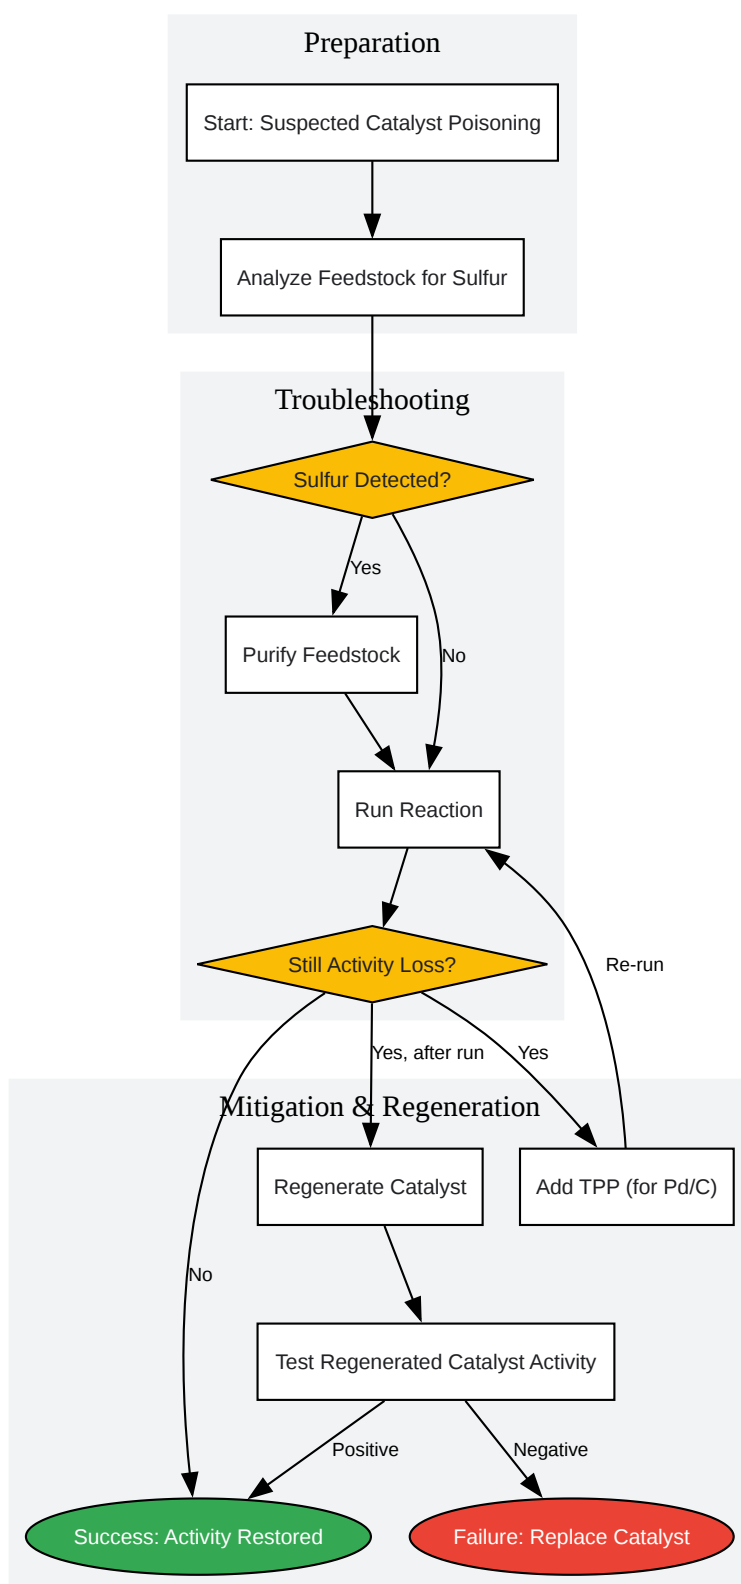 Preparation
Start: Suspected Catalyst Poisoning
Analyze Feedstock for Sulfur
Troubleshooting
Sulfur Detected?
Yes
Purify Feedstock
No
Run Reaction
Still Activity Loss?
Re-run
Yes, after run
Yes
Mitigation & Regeneration
Regenerate Catalyst
Add TPP (for Pd/C)
No
Test Regenerated Catalyst Activity
Positive
Negative
Success: Activity Restored
Failure: Replace Catalyst